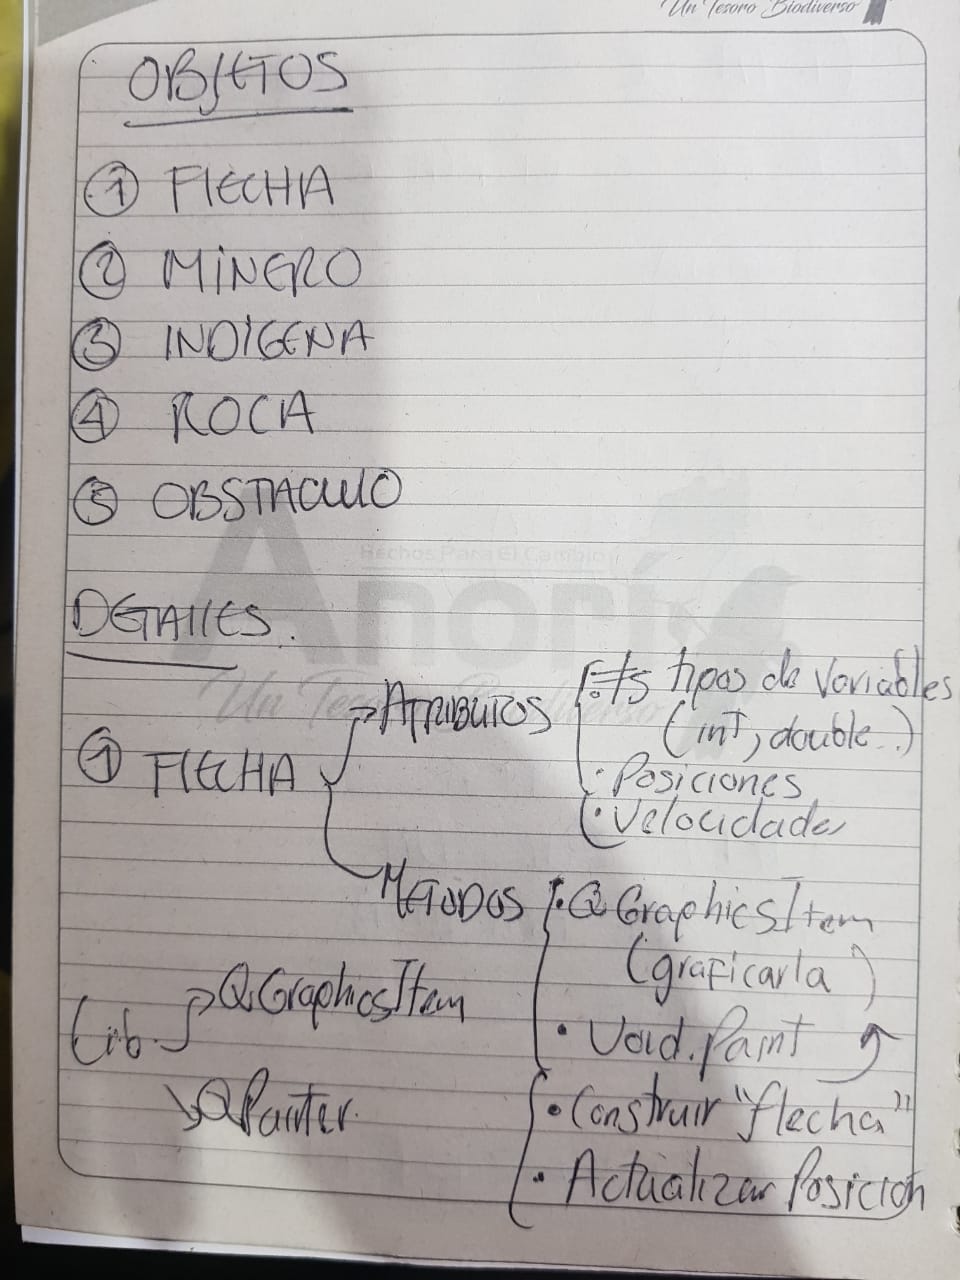 Un Tesoro Biodiverso
OBJETOS
① FLECHA
② MINERO
③ INDÍGENA
④ ROCA
⑤ OBSTACULO
Hechos Para El Cambio
Anorí
Un Tesoro Biodiverso
DETALLES.
① FLECHA
ATRIBUTOS
· ≠s tipos de variables
(int, double..)
· Posiciones
· Velocidades
METODOS
· QGraphicsItem
(graficarla)
· Void.Paint
· Construir "flecha"
· Actualizar Posición
Lib.
QGraphicsItem
QPainter.